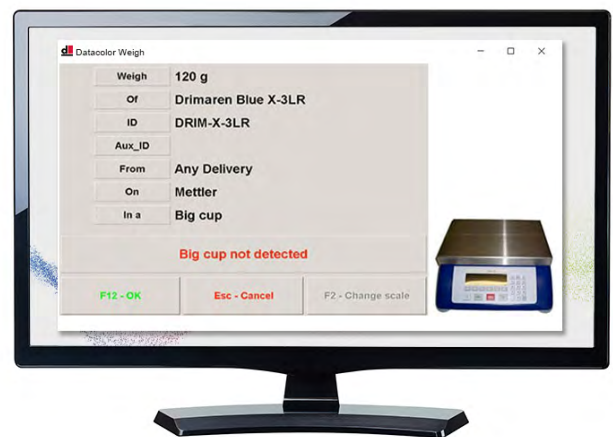 Datacolor Weigh
Weigh 120 g
Of Drimaren Blue X-3LR
ID DRIM-X-3LR
Aux_ID
From Any Delivery
On Mettler
In a Big cup
Big cup not detected
F12 - OK Esc - Cancel F2 - Change scale